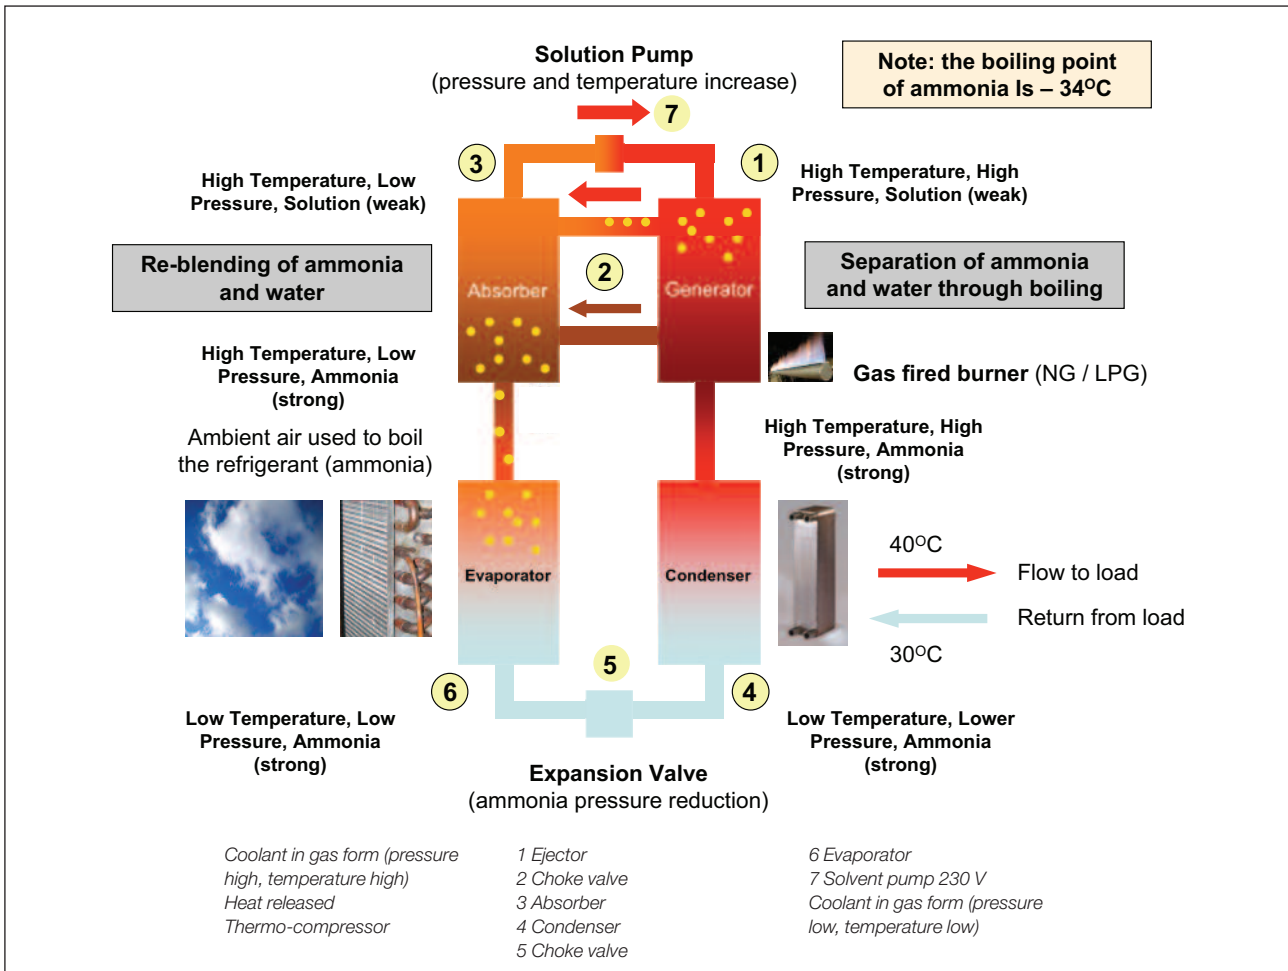 Solution Pump
(pressure and temperature increase)
Note: the boiling point
of ammonia Is – 34ᴼC
7
3
1
High Temperature, Low
Pressure, Solution (weak)
High Temperature, High
Pressure, Solution (weak)
Re-blending of ammonia
and water
2
Separation of ammonia
and water through boiling
Absorber
Generator
High Temperature, Low
Pressure, Ammonia
(strong)
Gas fired burner (NG / LPG)
Ambient air used to boil
the refrigerant (ammonia)
High Temperature, High
Pressure, Ammonia
(strong)
40ᴼC
Flow to load
Evaporator
Condenser
Return from load
30ᴼC
5
6
4
Low Temperature, Low
Pressure, Ammonia
(strong)
Low Temperature, Lower
Pressure, Ammonia
(strong)
Expansion Valve
(ammonia pressure reduction)
Coolant in gas form (pressure
high, temperature high)
Heat released
Thermo-compressor
1 Ejector
2 Choke valve
3 Absorber
4 Condenser
5 Choke valve
6 Evaporator
7 Solvent pump 230 V
Coolant in gas form (pressure
low, temperature low)